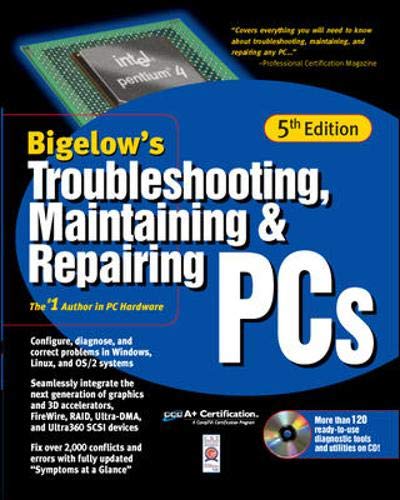 intel
pentium 4
"Covers everything you will need to know
about troubleshooting, maintaining, and
repairing any PC..."
–Professional Certification Magazine
5th Edition
Bigelow's
Troubleshooting,
Maintaining &
Repairing
PCs
The #1 Author in PC Hardware
Configure, diagnose, and
correct problems in Windows,
Linux, and OS/2 systems
Seamlessly integrate the
next generation of graphics
and 3D accelerators,
FireWire, RAID, Ultra-DMA,
and Ultra360 SCSI devices
Fix over 2,000 conflicts and
errors with fully updated
"Symptoms at a Glance"
A+ Certification
A CompTIA Certification Program
More than 120
ready-to-use
diagnostic tools
and utilities on CD!